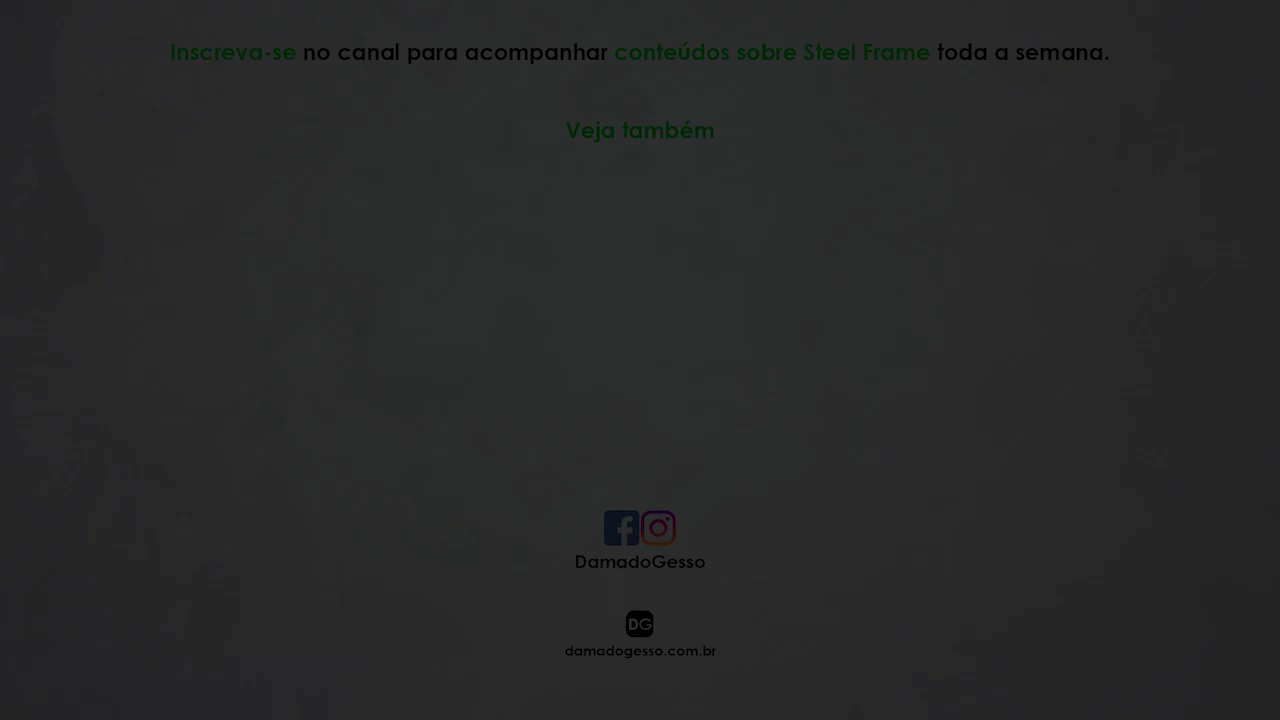 Inscreva-se no canal para acompanhar conteúdos sobre Steel Frame toda a semana.
Veja também
DamadoGesso
DG
damadogesso.com.br